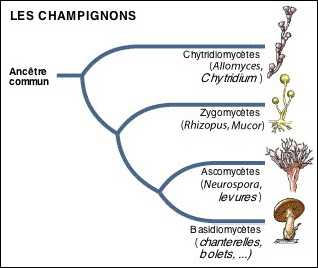 LES CHAMPIGNONS
Ancêtre
commun
Chytridiomycètes
(Allomyces,
Chytridium )
Zygomycètes
(Rhizopus, Mucor)
Ascomycètes
(Neurospora,
levures )
Basidiomycètes
(chanterelles,
bolets, ...)